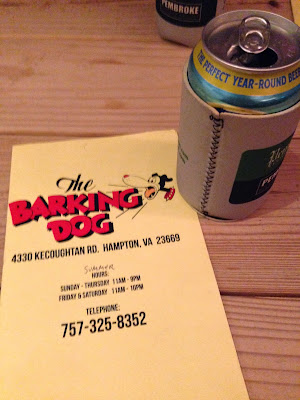 PEMBROKE
THE PERFECT YEAR-ROUND BEER
The
BARKING
DOG
4330 KECOUGHTAN RD. HAMPTON, VA 23669
SUMMER
HOURS:
SUNDAY - THURSDAY 11AM - 9PM
FRIDAY & SATURDAY 11AM - 10PM
TELEPHONE:
757-325-8352